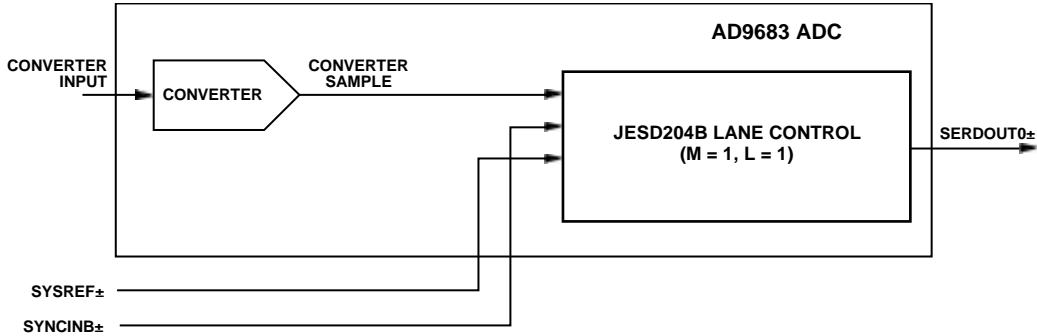 AD9683 ADC
CONVERTER
INPUT
CONVERTER
CONVERTER
SAMPLE
JESD204B LANE CONTROL
(M = 1, L = 1)
SERDOUT0±
SYSREF±
SYNCINB±